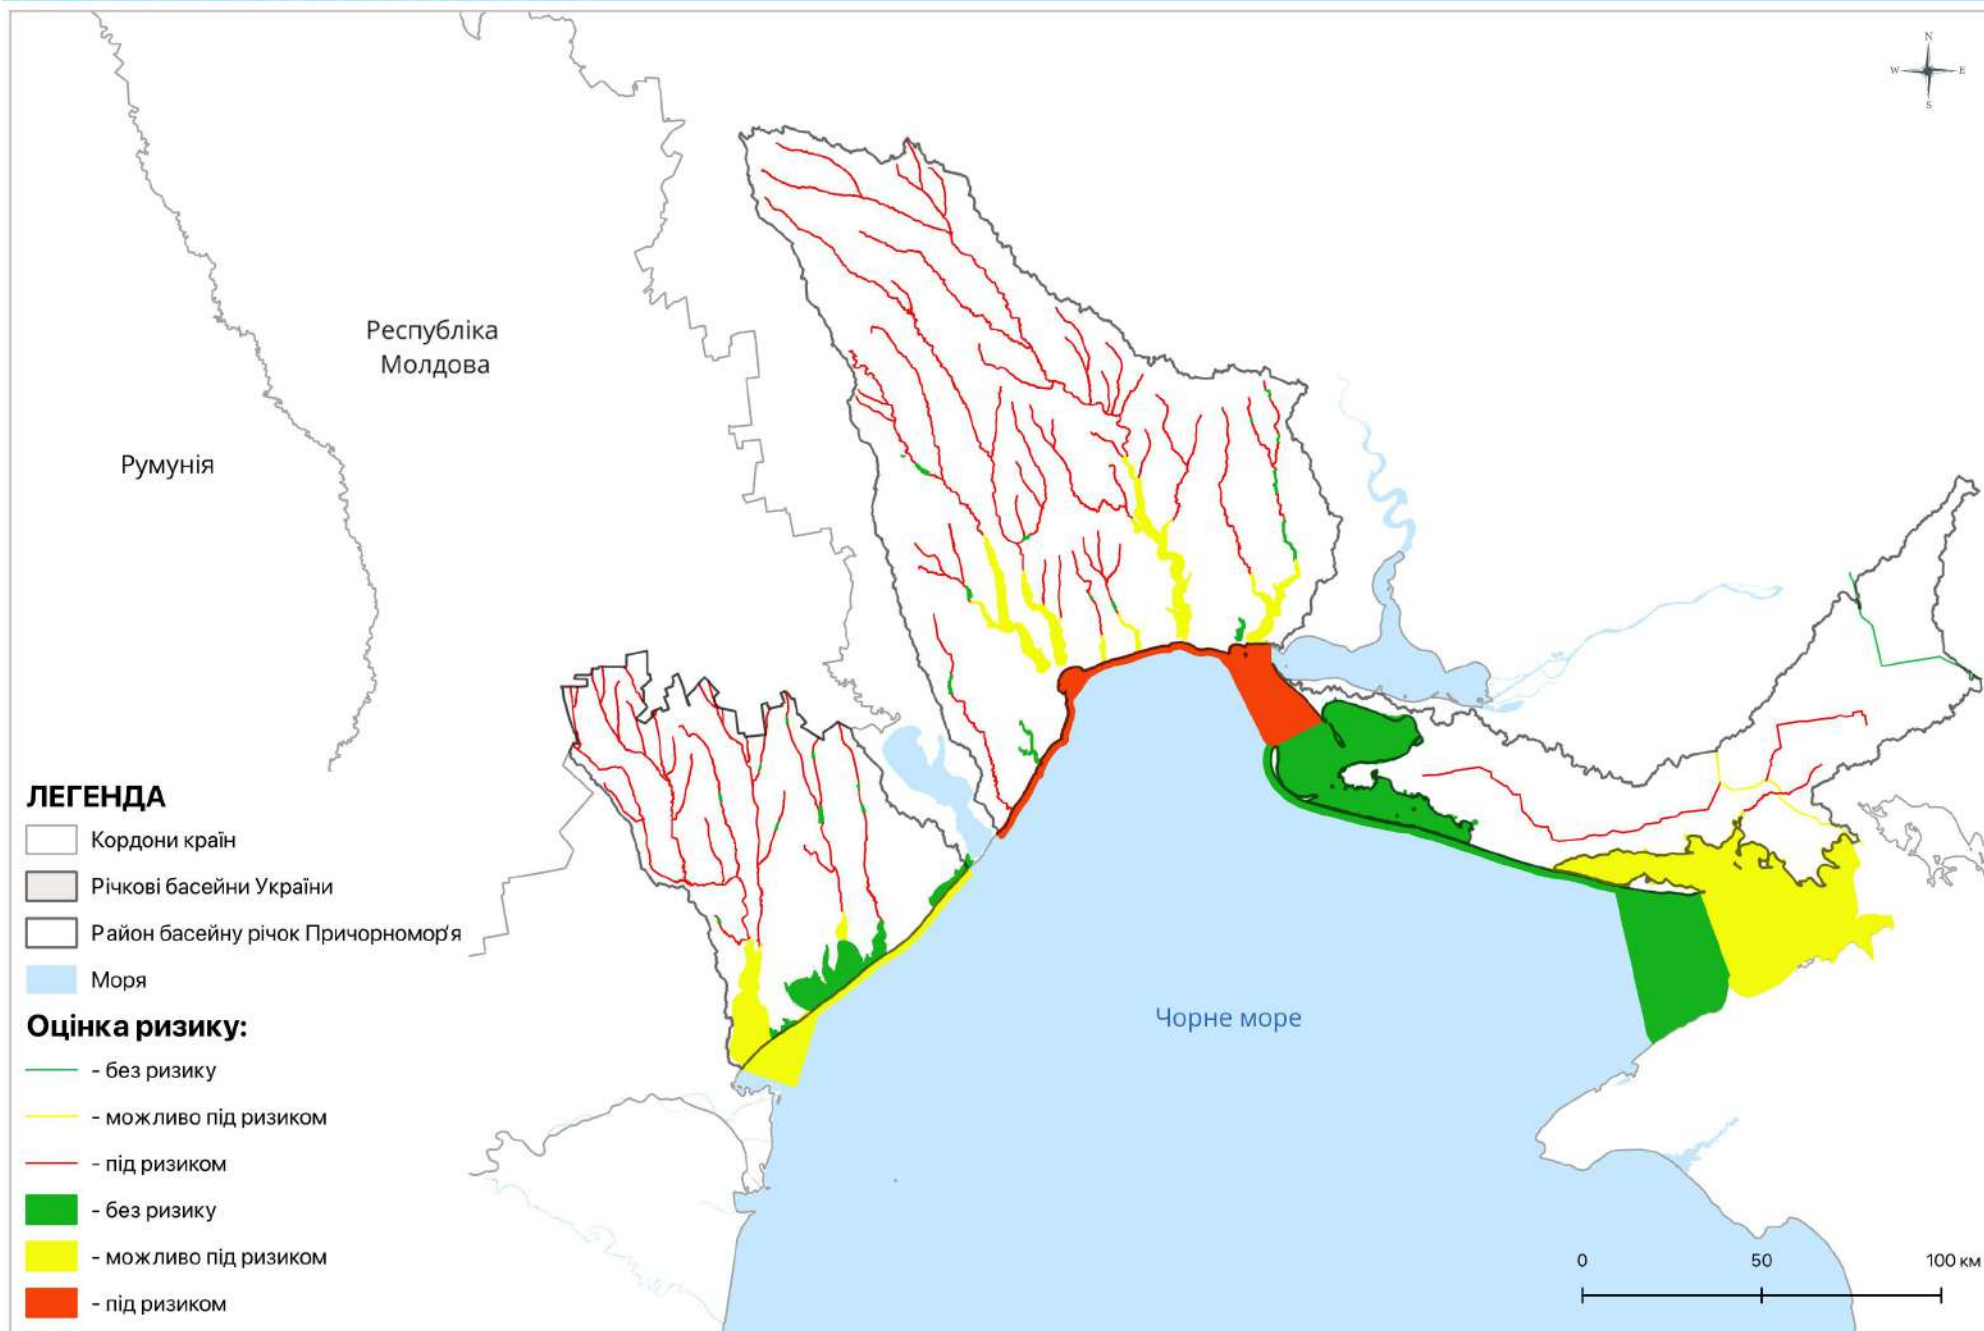 N
W E
S
Республіка
Молдова
Румунія
Чорне море
ЛЕГЕНДА
Кордони країн
Річкові басейни України
Район басейну річок Причорномор'я
Моря
Оцінка ризику:
- без ризику
- можливо під ризиком
- під ризиком
- без ризику
- можливо під ризиком
- під ризиком
0 50 100 км